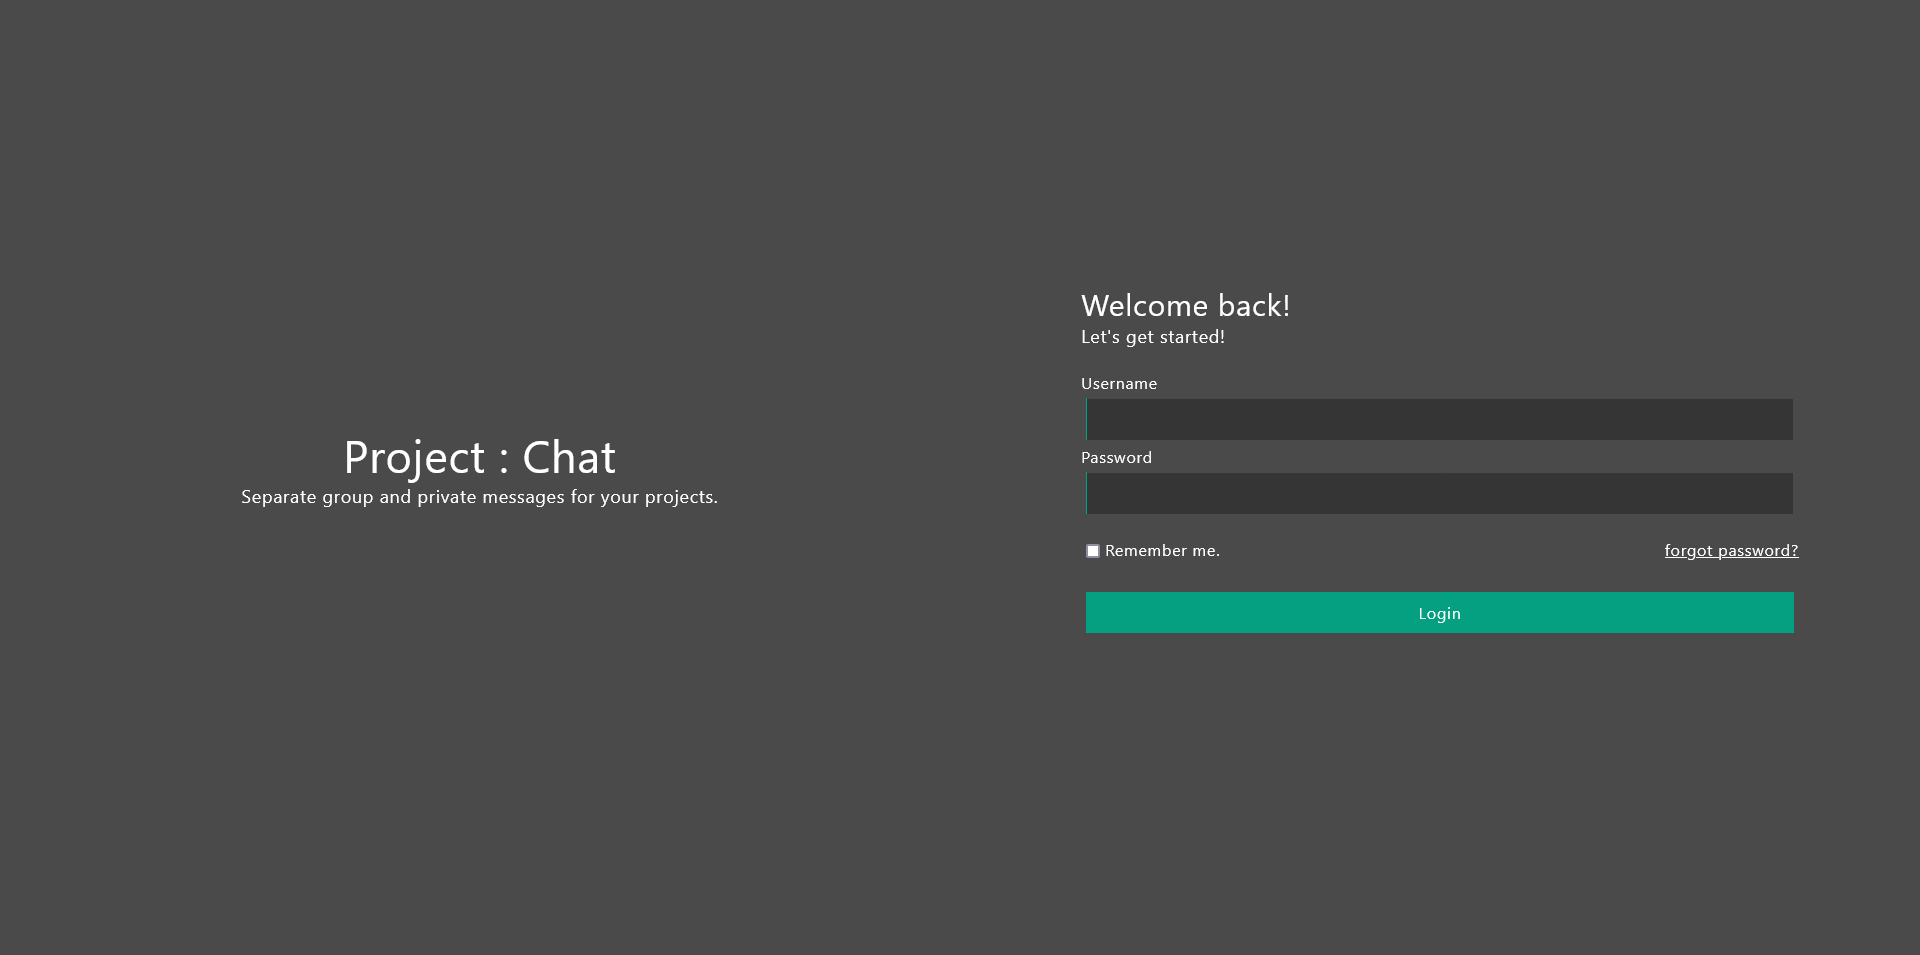 Project : Chat
Separate group and private messages for your projects.
Welcome back!
Let's get started!
Username
Password
Remember me.
forgot password?
Login